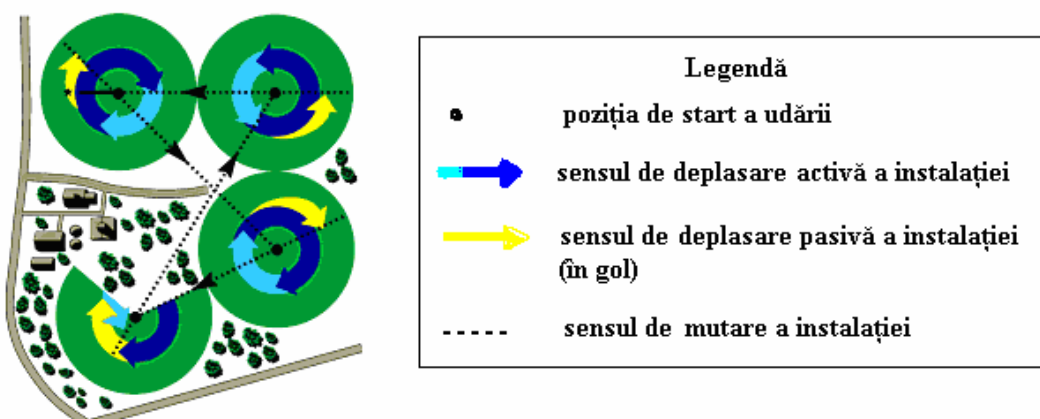 Legendă
poziția de start a udării
sensul de deplasare activă a instalației
sensul de deplasare pasivă a instalației
(în gol)
sensul de mutare a instalației